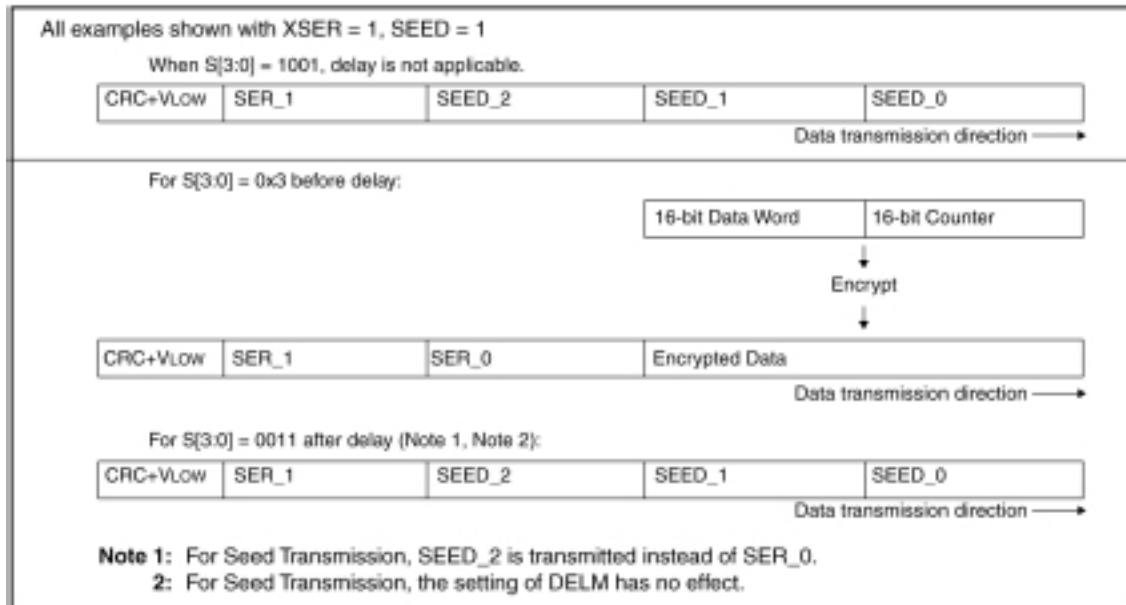 All examples shown with XSER = 1, SEED = 1
When S[3:0] = 1001, delay is not applicable.
CRC+VLOW SER_1 SEED_2 SEED_1 SEED_0
Data transmission direction
For S[3:0] = 0x3 before delay:
16-bit Data Word 16-bit Counter
Encrypt
CRC+VLOW SER_1 SER_0 Encrypted Data
Data transmission direction
For S[3:0] = 0011 after delay (Note 1, Note 2):
CRC+VLOW SER_1 SEED_2 SEED_1 SEED_0
Data transmission direction
Note 1: For Seed Transmission, SEED_2 is transmitted instead of SER_0.
2: For Seed Transmission, the setting of DELM has no effect.